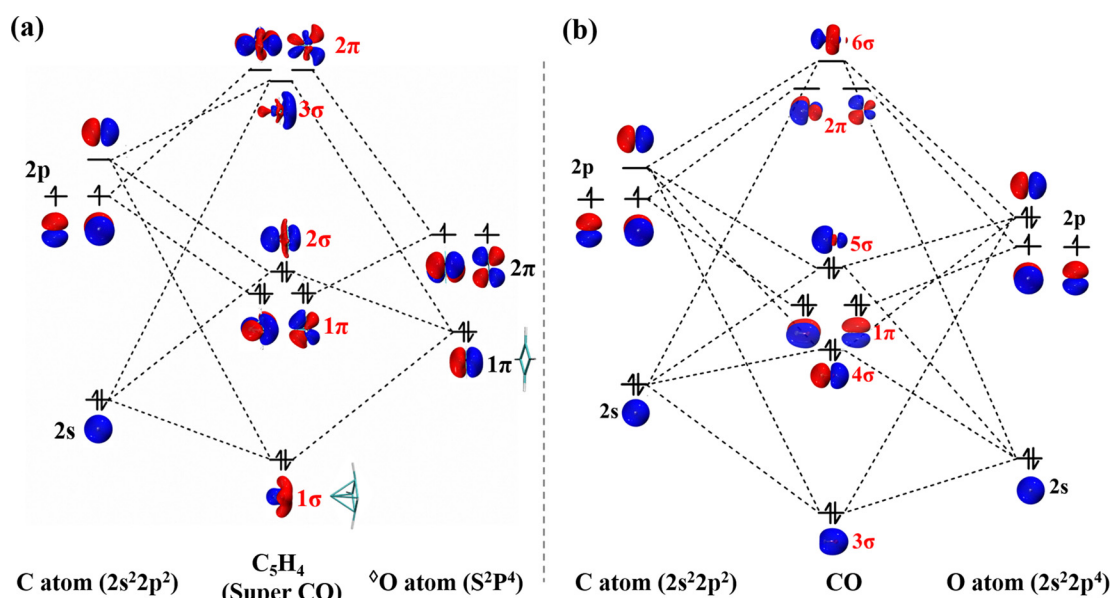 (a)
2π
3σ
2p
2σ
2π
1π
1π
2s
1σ
C atom (2s²2p²)
C₅H₄
(Super CO)
◊O atom (S²P⁴)
(b)
6σ
2π
2p
2p
5σ
1π
4σ
2s
2s
3σ
C atom (2s²2p²)
CO
O atom (2s²2p⁴)